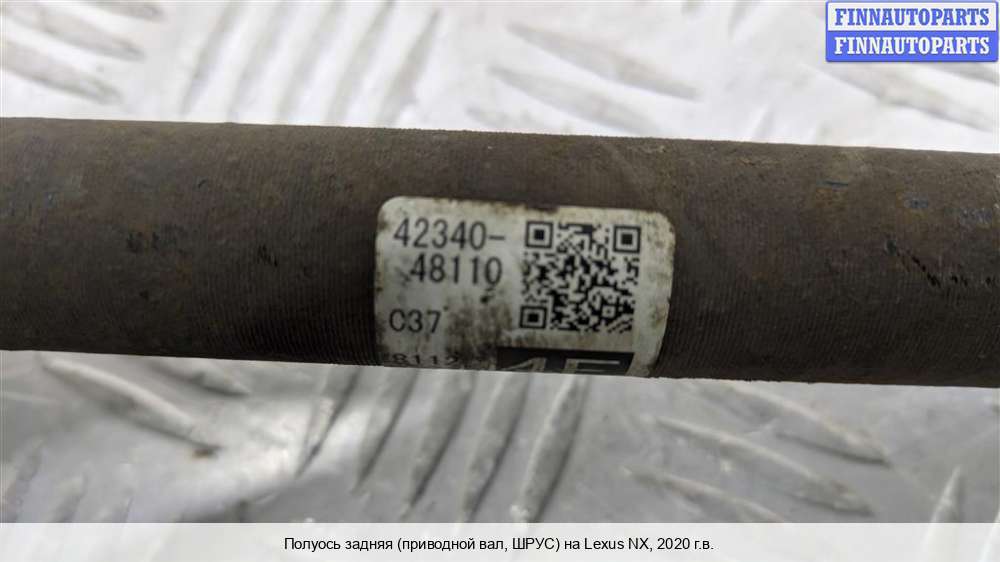 FINNAUTOPARTS
FINNAUTOPARTS
42340-
48110
C37
Полуось задняя (приводной вал, ШРУС) на Lexus NX, 2020 г.в.